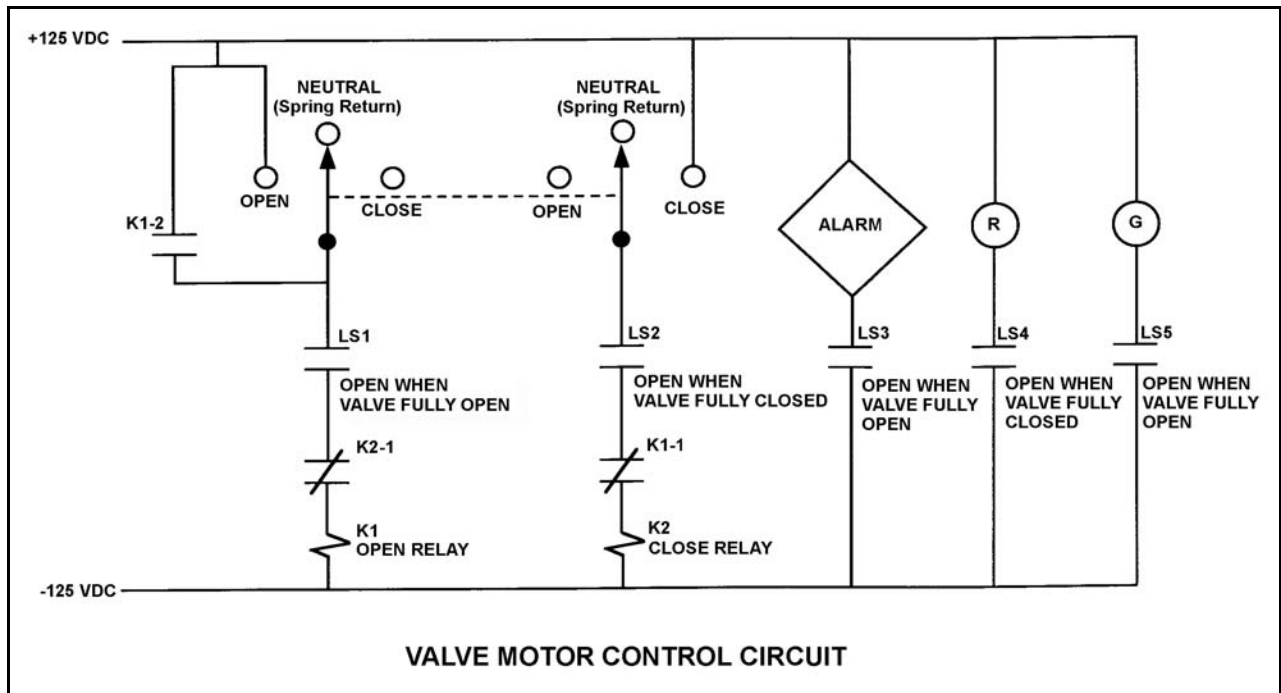 +125 VDC
NEUTRAL
(Spring Return)
NEUTRAL
(Spring Return)
OPEN
CLOSE
OPEN
CLOSE
K1-2
ALARM
R
G
LS1
OPEN WHEN
VALVE FULLY OPEN
LS2
OPEN WHEN
VALVE FULLY CLOSED
LS3
OPEN WHEN
VALVE FULLY
OPEN
LS4
OPEN WHEN
VALVE FULLY
CLOSED
LS5
OPEN WHEN
VALVE FULLY
OPEN
K2-1
K1-1
K1
OPEN RELAY
K2
CLOSE RELAY
-125 VDC
VALVE MOTOR CONTROL CIRCUIT